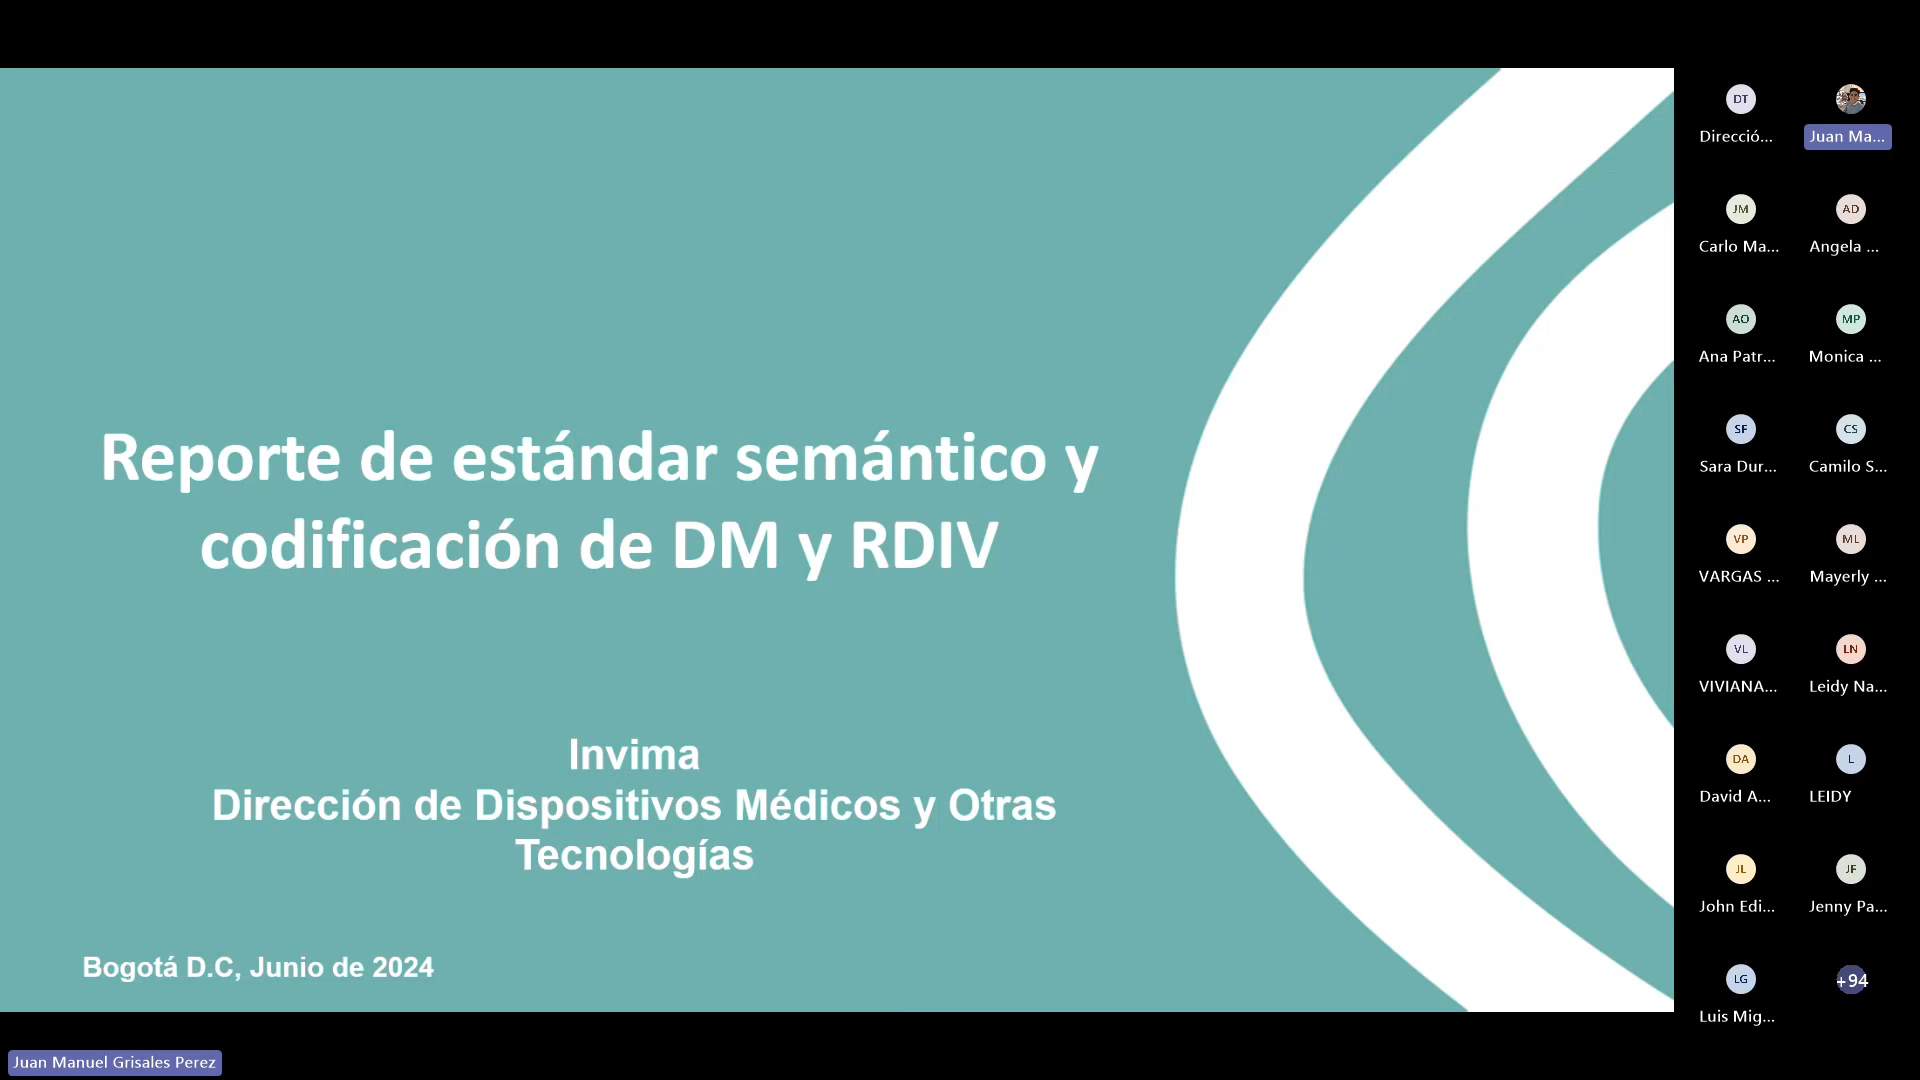 Reporte de estándar semántico y
codificación de DM y RDIV
Invima
Dirección de Dispositivos Médicos y Otras
Tecnologías
Bogotá D.C, Junio de 2024
Juan Manuel Grisales Perez
DT
Direcció...
Juan Ma...
JM
Carlo Ma...
AD
Angela ...
AO
Ana Patr...
MP
Monica ...
SF
Sara Dur...
CS
Camilo S...
VP
VARGAS ...
ML
Mayerly ...
VL
VIVIANA...
LN
Leidy Na...
DA
David A...
L
LEIDY
JL
John Edi...
JF
Jenny Pa...
LG
Luis Mig...
+94